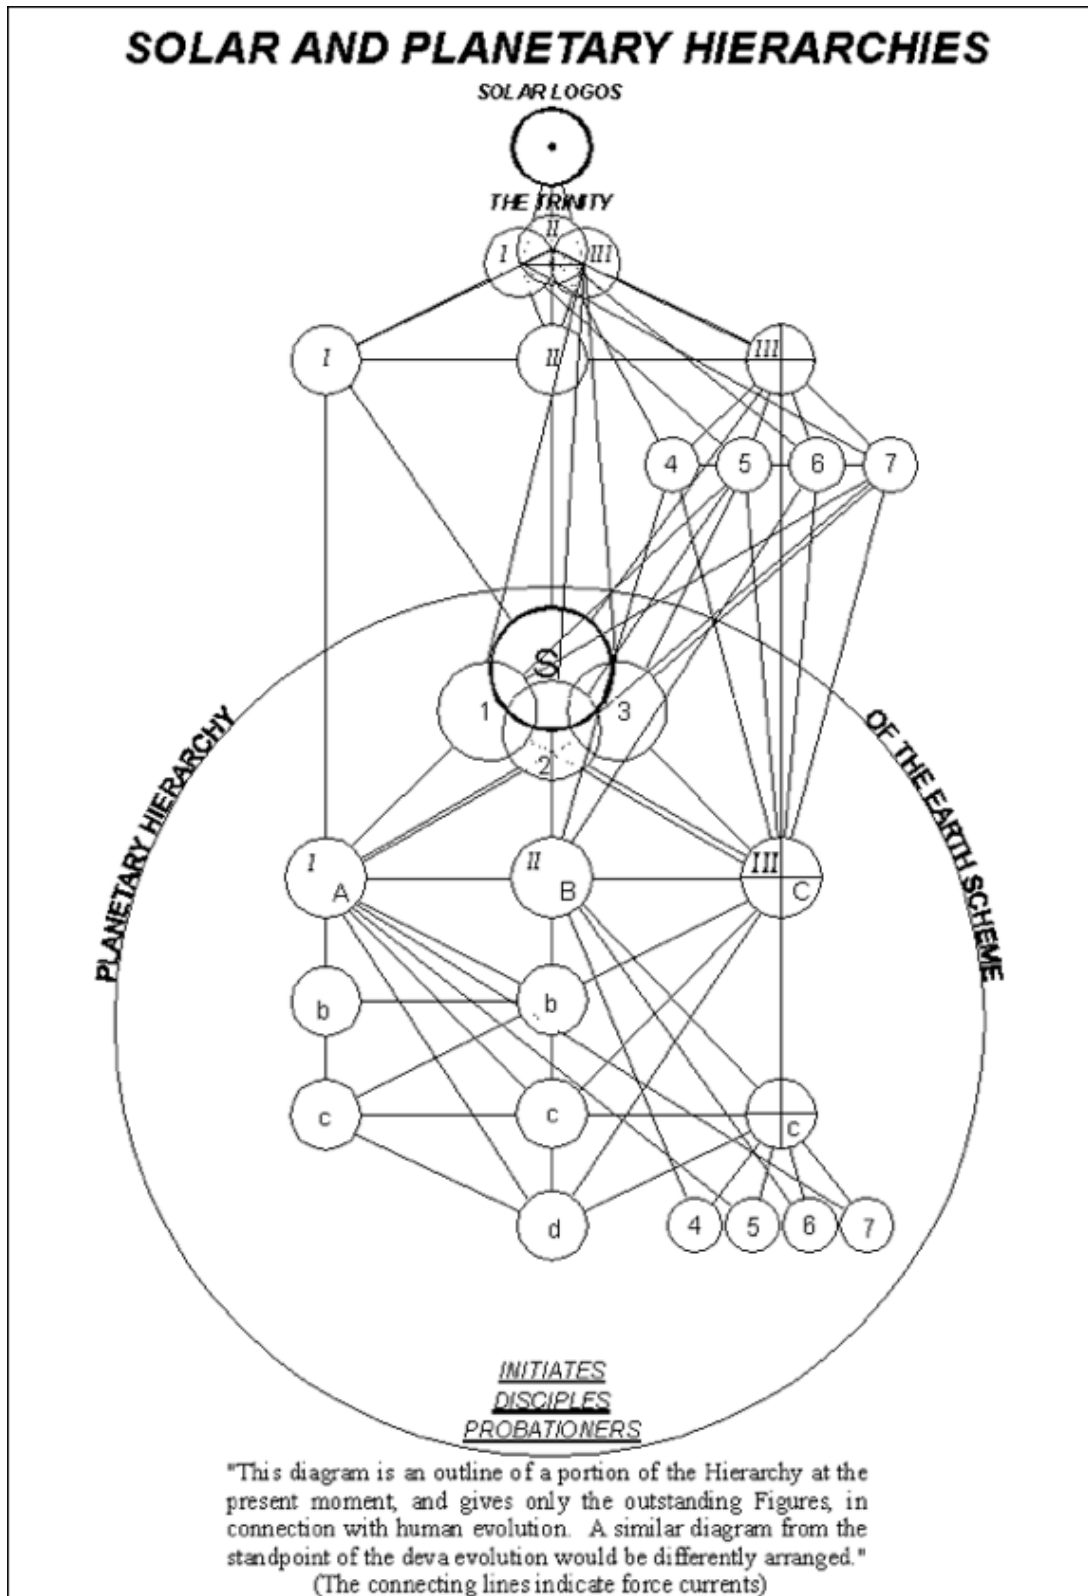 SOLAR AND PLANETARY HIERARCHIES
SOLAR LOGOS
THE TRINITY
II
I III
I II III
4 5 6 7
S
1 3
2
PLANETARY HIERARCHY
OF THE EARTH SCHEME
I II III
A B C
b b
c c c
d 4 5 6 7
INITIATES
DISCIPLES
PROBATIONERS
"This diagram is an outline of a portion of the Hierarchy at the
present moment, and gives only the outstanding Figures, in
connection with human evolution. A similar diagram from the
standpoint of the deva evolution would be differently arranged."
(The connecting lines indicate force currents)